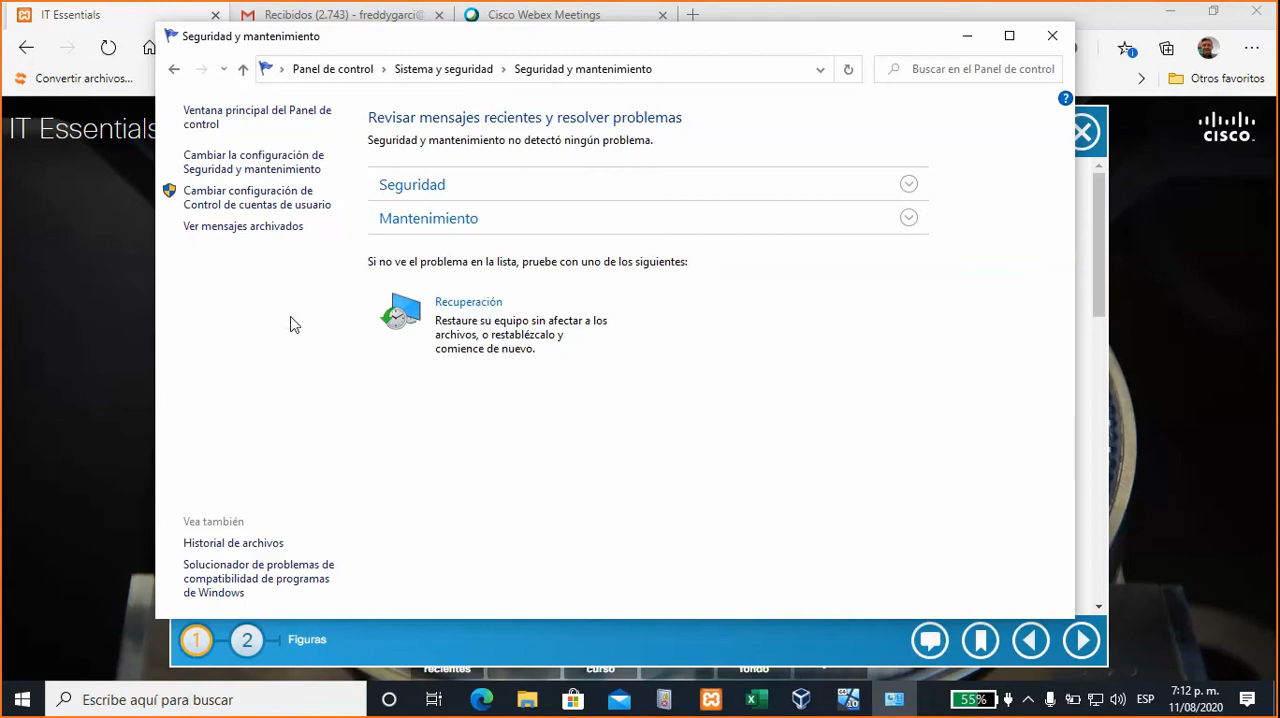 IT Essentials
Recibidos (2.743) - freddygarci
Cisco Webex Meetings
Convertir archivos...
Otros favoritos
IT Essentials
CISCO
Seguridad y mantenimiento
Panel de control > Sistema y seguridad > Seguridad y mantenimiento
Buscar en el Panel de control
Ventana principal del Panel de
control
Cambiar la configuración de
Seguridad y mantenimiento
Cambiar configuración de
Control de cuentas de usuario
Ver mensajes archivados
Revisar mensajes recientes y resolver problemas
Seguridad y mantenimiento no detectó ningún problema.
Seguridad
Mantenimiento
Si no ve el problema en la lista, pruebe con uno de los siguientes:
Recuperación
Restaure su equipo sin afectar a los
archivos, o restablézcalo y
comience de nuevo.
Vea también
Historial de archivos
Solucionador de problemas de
compatibilidad de programas
de Windows
1 2 Figuras
recientes curso fondo
Escribe aquí para buscar
55%
ESP
7:12 p. m.
11/08/2020